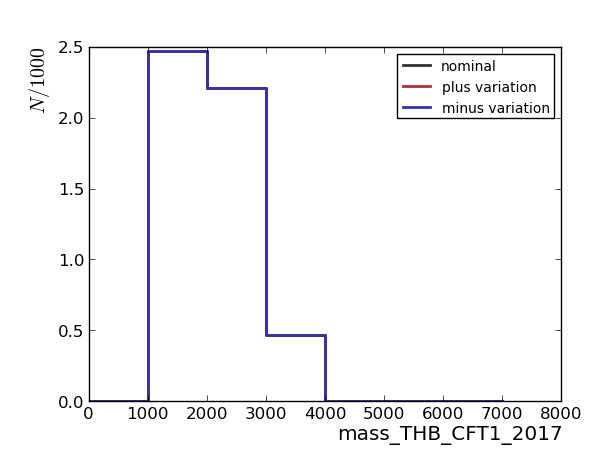 N/1000
2.5
2.0
1.5
1.0
0.5
0.0
nominal
plus variation
minus variation
0 1000 2000 3000 4000 5000 6000 7000 8000
mass_THB_CFT1_2017